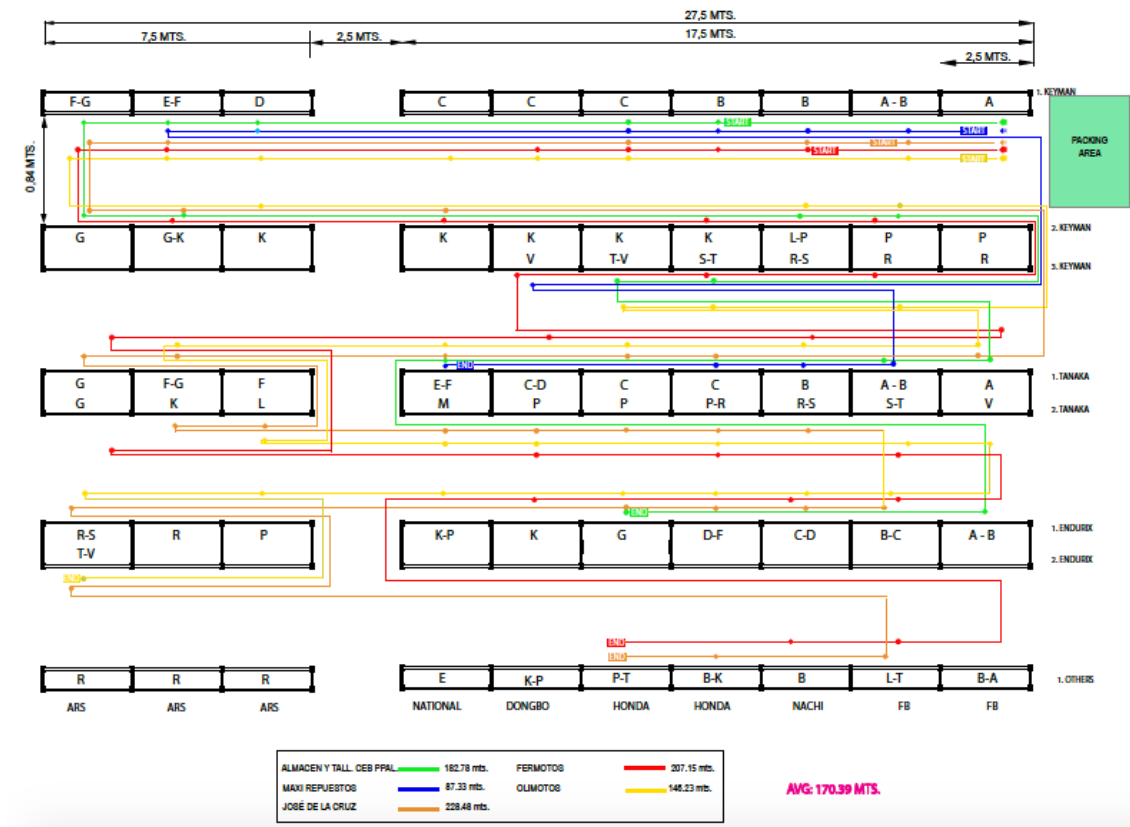 27,5 MTS.
7,5 MTS. 2,5 MTS. 17,5 MTS.
2,5 MTS.
F-G E-F D C C C B B A - B A 1. KEYMAN
START
START
START
START
START
PACKING
AREA
0,84 MTS.
G G-K K K K K K L-P P P 2. KEYMAN
V T-V S-T R-S R R 3. KEYMAN
END
G F-G F E-F C-D C C B A - B A 1. TANAKA
G K L M P P P-R R-S S-T V 2. TANAKA
END
R-S R P K-P K G D-F C-D B-C A - B 1. ENDURIX
T-V 2. ENDURIX
END
END
END
R R R E K-P P-T B-K B L-T B-A 1. OTHERS
ARS ARS ARS NATIONAL DONGBO HONDA HONDA NACHI FB FB
ALMACEN Y TALL. CEB PPAL. 182.78 mts. FERMOTOS 207.15 mts.
MAXI REPUESTOS 87.33 mts. OLIMOTOS 146.23 mts.
JOSÉ DE LA CRUZ 228.48 mts.
AVG: 170.39 MTS.